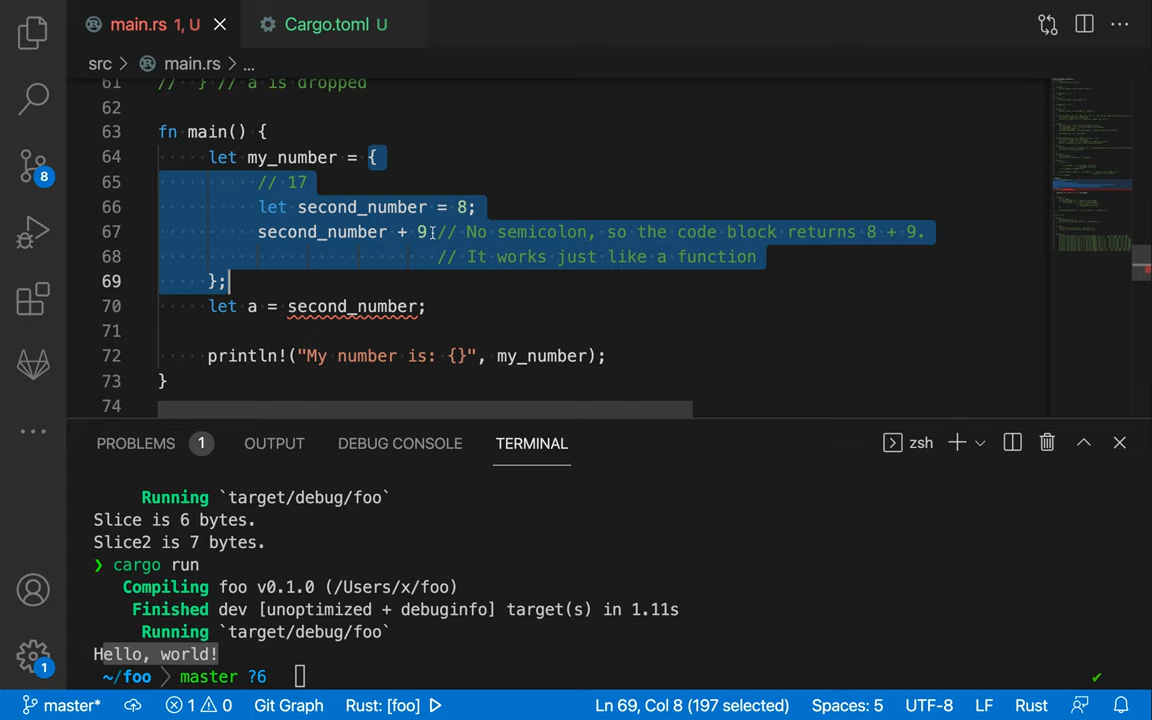 main.rs 1, U
Cargo.toml U
src > main.rs > ...
61 // } // a is dropped
62
63 fn main() {
64 let my_number = {
65 // 17
66 let second_number = 8;
67 second_number + 9 // No semicolon, so the code block returns 8 + 9.
68 // It works just like a function
69 };
70 let a = second_number;
71
72 println!("My number is: {}", my_number);
73 }
74
8
PROBLEMS 1 OUTPUT DEBUG CONSOLE TERMINAL zsh
Running `target/debug/foo`
Slice is 6 bytes.
Slice2 is 7 bytes.
❯ cargo run
Compiling foo v0.1.0 (/Users/x/foo)
Finished dev [unoptimized + debuginfo] target(s) in 1.11s
Running `target/debug/foo`
Hello, world!
~/foo master ?6 ✔
1
master* 1 0 Git Graph Rust: [foo] Ln 69, Col 8 (197 selected) Spaces: 5 UTF-8 LF Rust